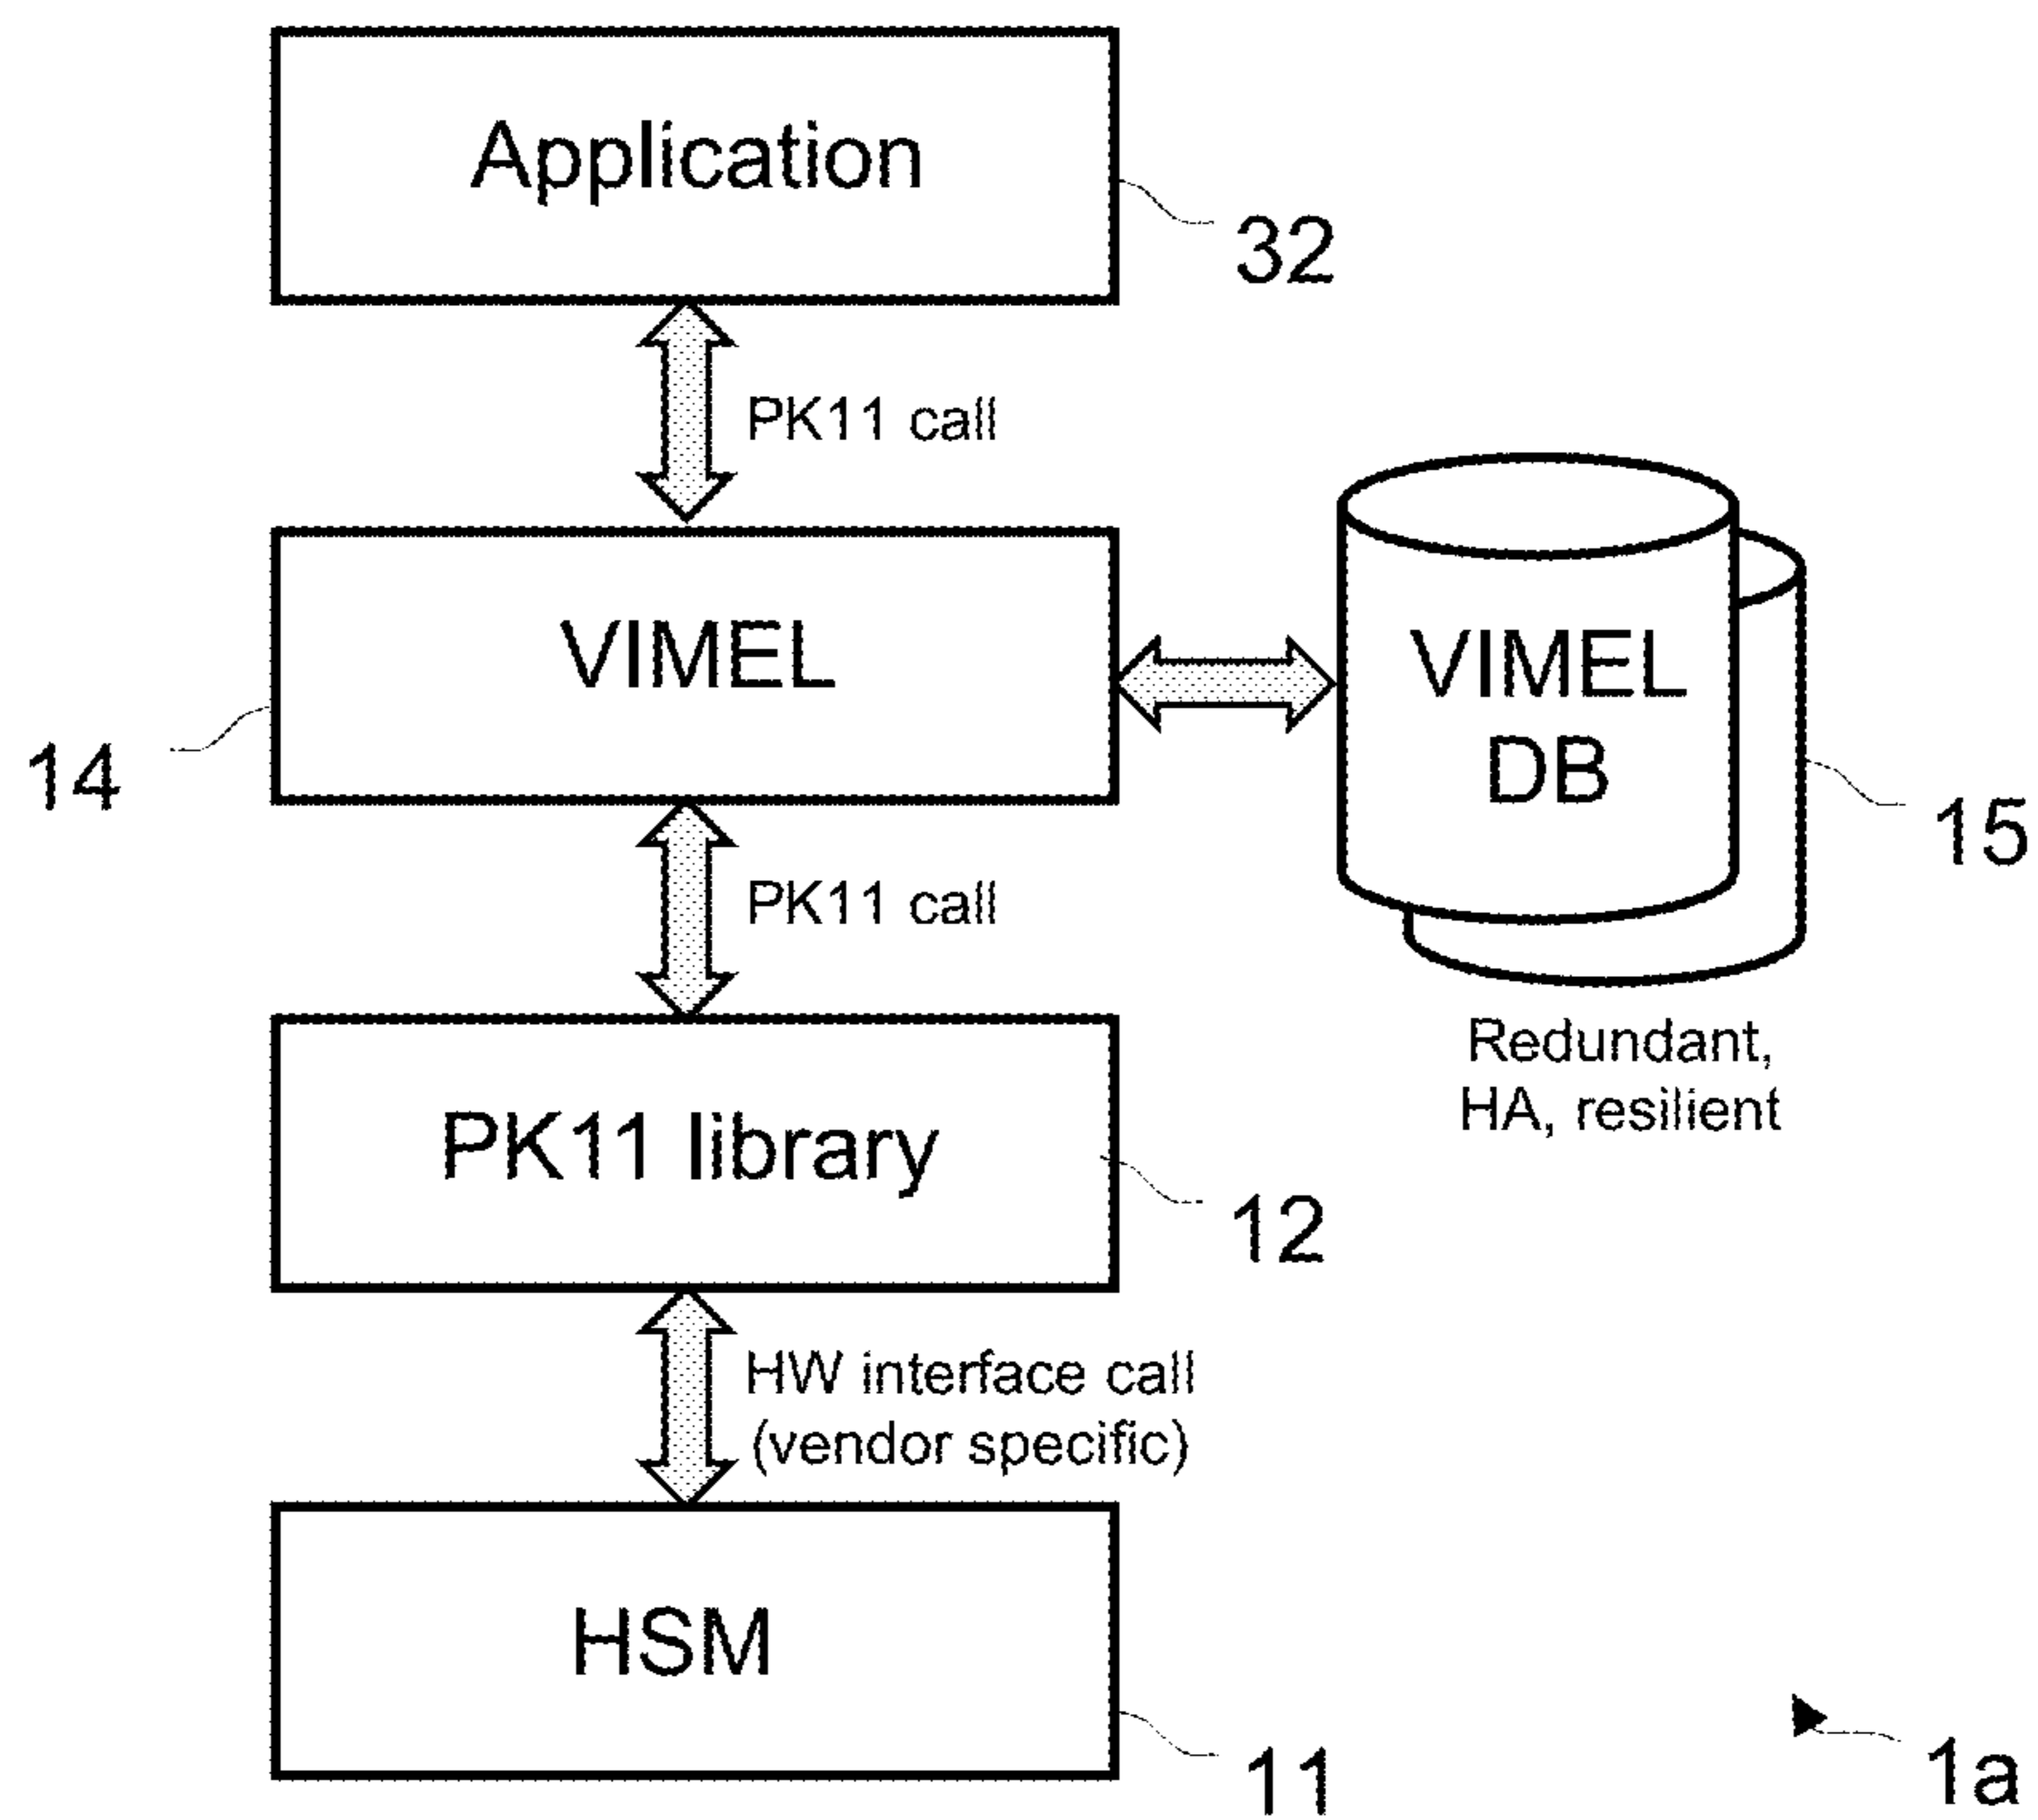 Application
32
PK11 call
VIMEL
14
VIMEL
DB
15
PK11 call
Redundant,
HA, resilient
PK11 library
12
HW interface call
(vendor specific)
HSM
11
1a